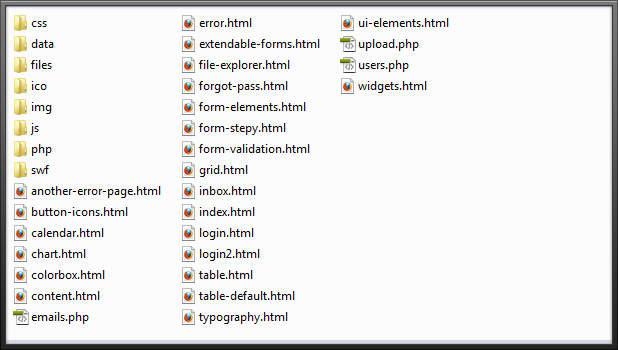 css
data
files
ico
img
js
php
swf
another-error-page.html
button-icons.html
calendar.html
chart.html
colorbox.html
content.html
emails.php
error.html
extendable-forms.html
file-explorer.html
forgot-pass.html
form-elements.html
form-stepy.html
form-validation.html
grid.html
inbox.html
index.html
login.html
login2.html
table.html
table-default.html
typography.html
ui-elements.html
upload.php
users.php
widgets.html